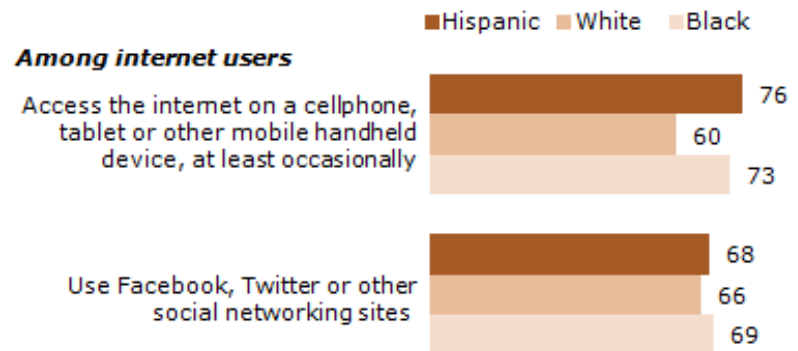 Hispanic White Black
Among internet users
Access the internet on a cellphone,
tablet or other mobile handheld
device, at least occasionally
76
60
73
Use Facebook, Twitter or other
social networking sites
68
66
69